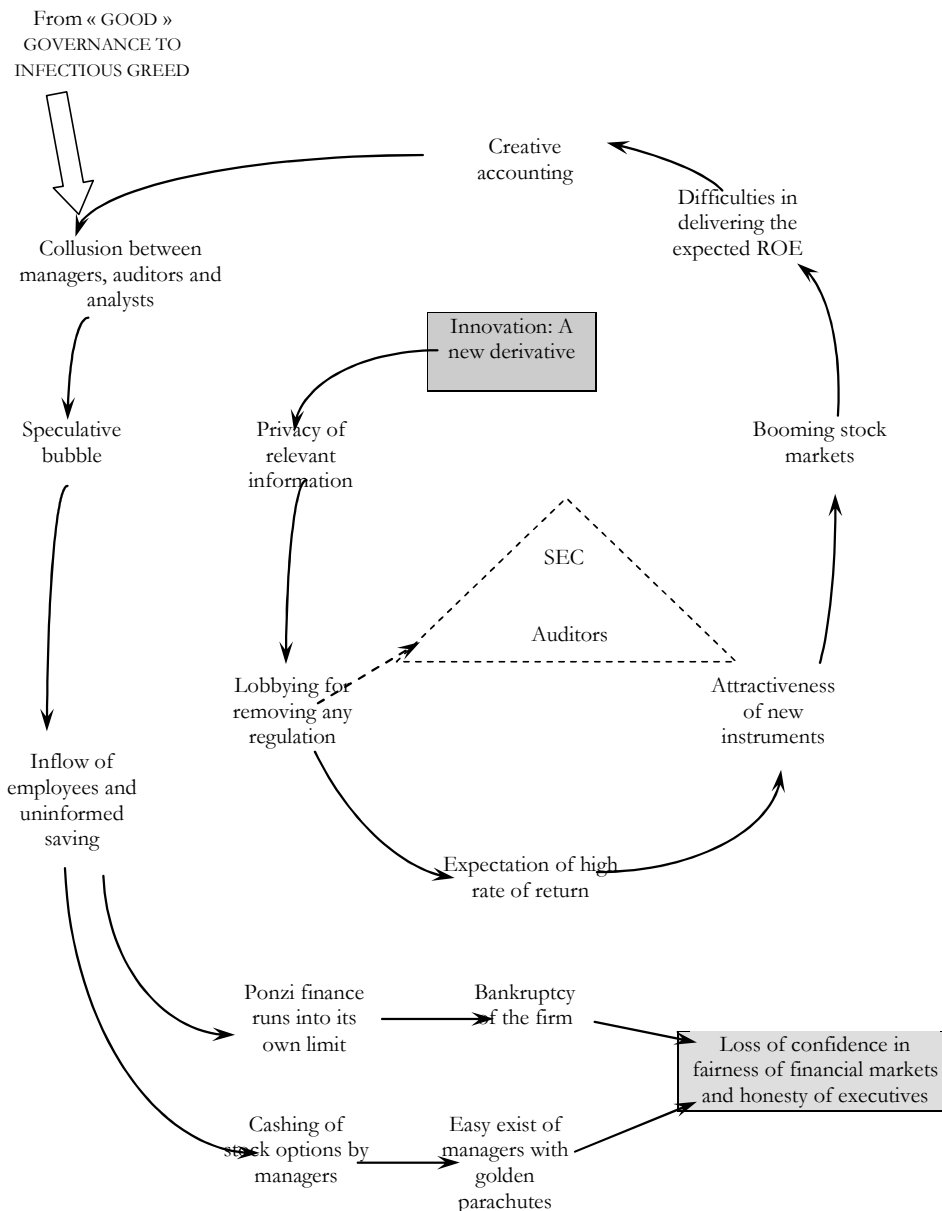 From « GOOD »
GOVERNANCE TO
INFECTIOUS GREED
Creative
accounting
Difficulties in
delivering the
expected ROE
Collusion between
managers, auditors and
analysts
Innovation: A
new derivative
Speculative
bubble
Privacy of
relevant
information
Booming stock
markets
SEC
Auditors
Lobbying for
removing any
regulation
Attractiveness
of new
instruments
Inflow of
employees and
uninformed
saving
Expectation of high
rate of return
Ponzi finance
runs into its
own limit
Bankruptcy
of the firm
Loss of confidence in
fairness of financial markets
and honesty of executives
Cashing of
stock options by
managers
Easy exist of
managers with
golden
parachutes